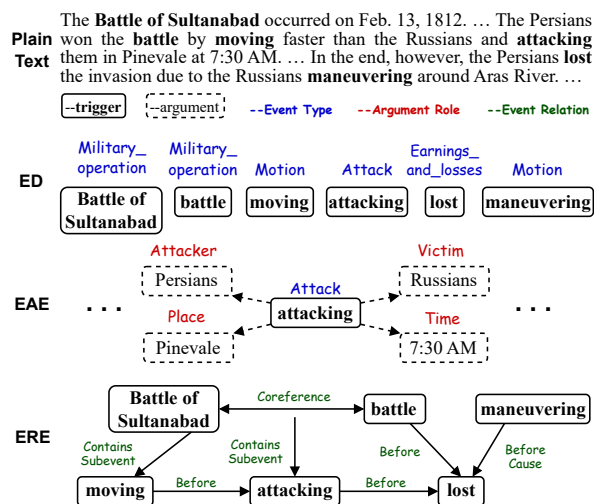 Plain Text
The Battle of Sultanabad occurred on Feb. 13, 1812. … The Persians
won the battle by moving faster than the Russians and attacking
them in Pinevale at 7:30 AM. … In the end, however, the Persians lost
the invasion due to the Russians maneuvering around Aras River. …
--trigger --argument --Event Type --Argument Role --Event Relation
ED
Military_ Military_ Earnings_
operation operation Motion Attack and_losses Motion
Battle of
Sultanabad battle moving attacking lost maneuvering
EAE
Attacker Victim
Persians Attack Russians
. . . attacking . . .
Place Time
Pinevale 7:30 AM
ERE
Battle of
Sultanabad Coreference battle maneuvering
Contains
Subevent Contains
Subevent Before Before
Cause
moving Before attacking Before lost